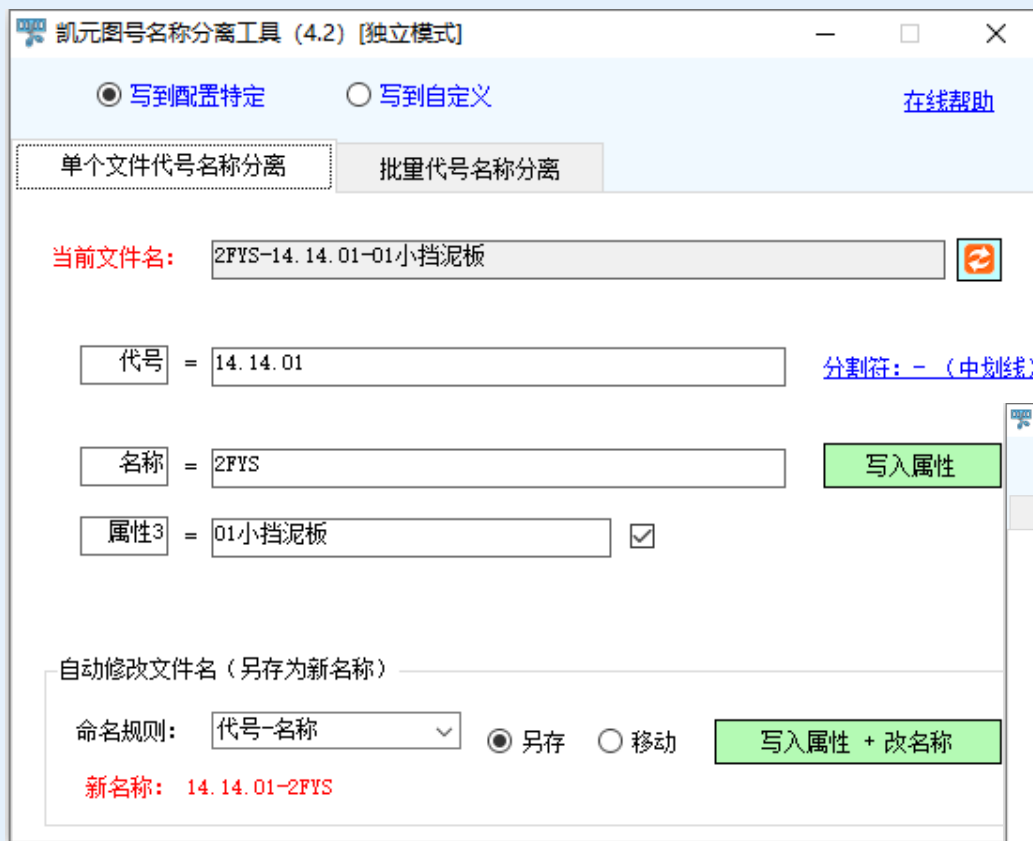 凯元图号名称分离工具（4.2）[独立模式]
写到配置特定 写到自定义 在线帮助
单个文件代号名称分离 批量代号名称分离
当前文件名： 2FYS-14.14.01-01小挡泥板
代号 = 14.14.01 分割符：-（中划线）
名称 = 2FYS 写入属性
属性3 = 01小挡泥板
自动修改文件名（另存为新名称）
命名规则： 代号-名称 另存 移动 写入属性 + 改名称
新名称： 14.14.01-2FYS